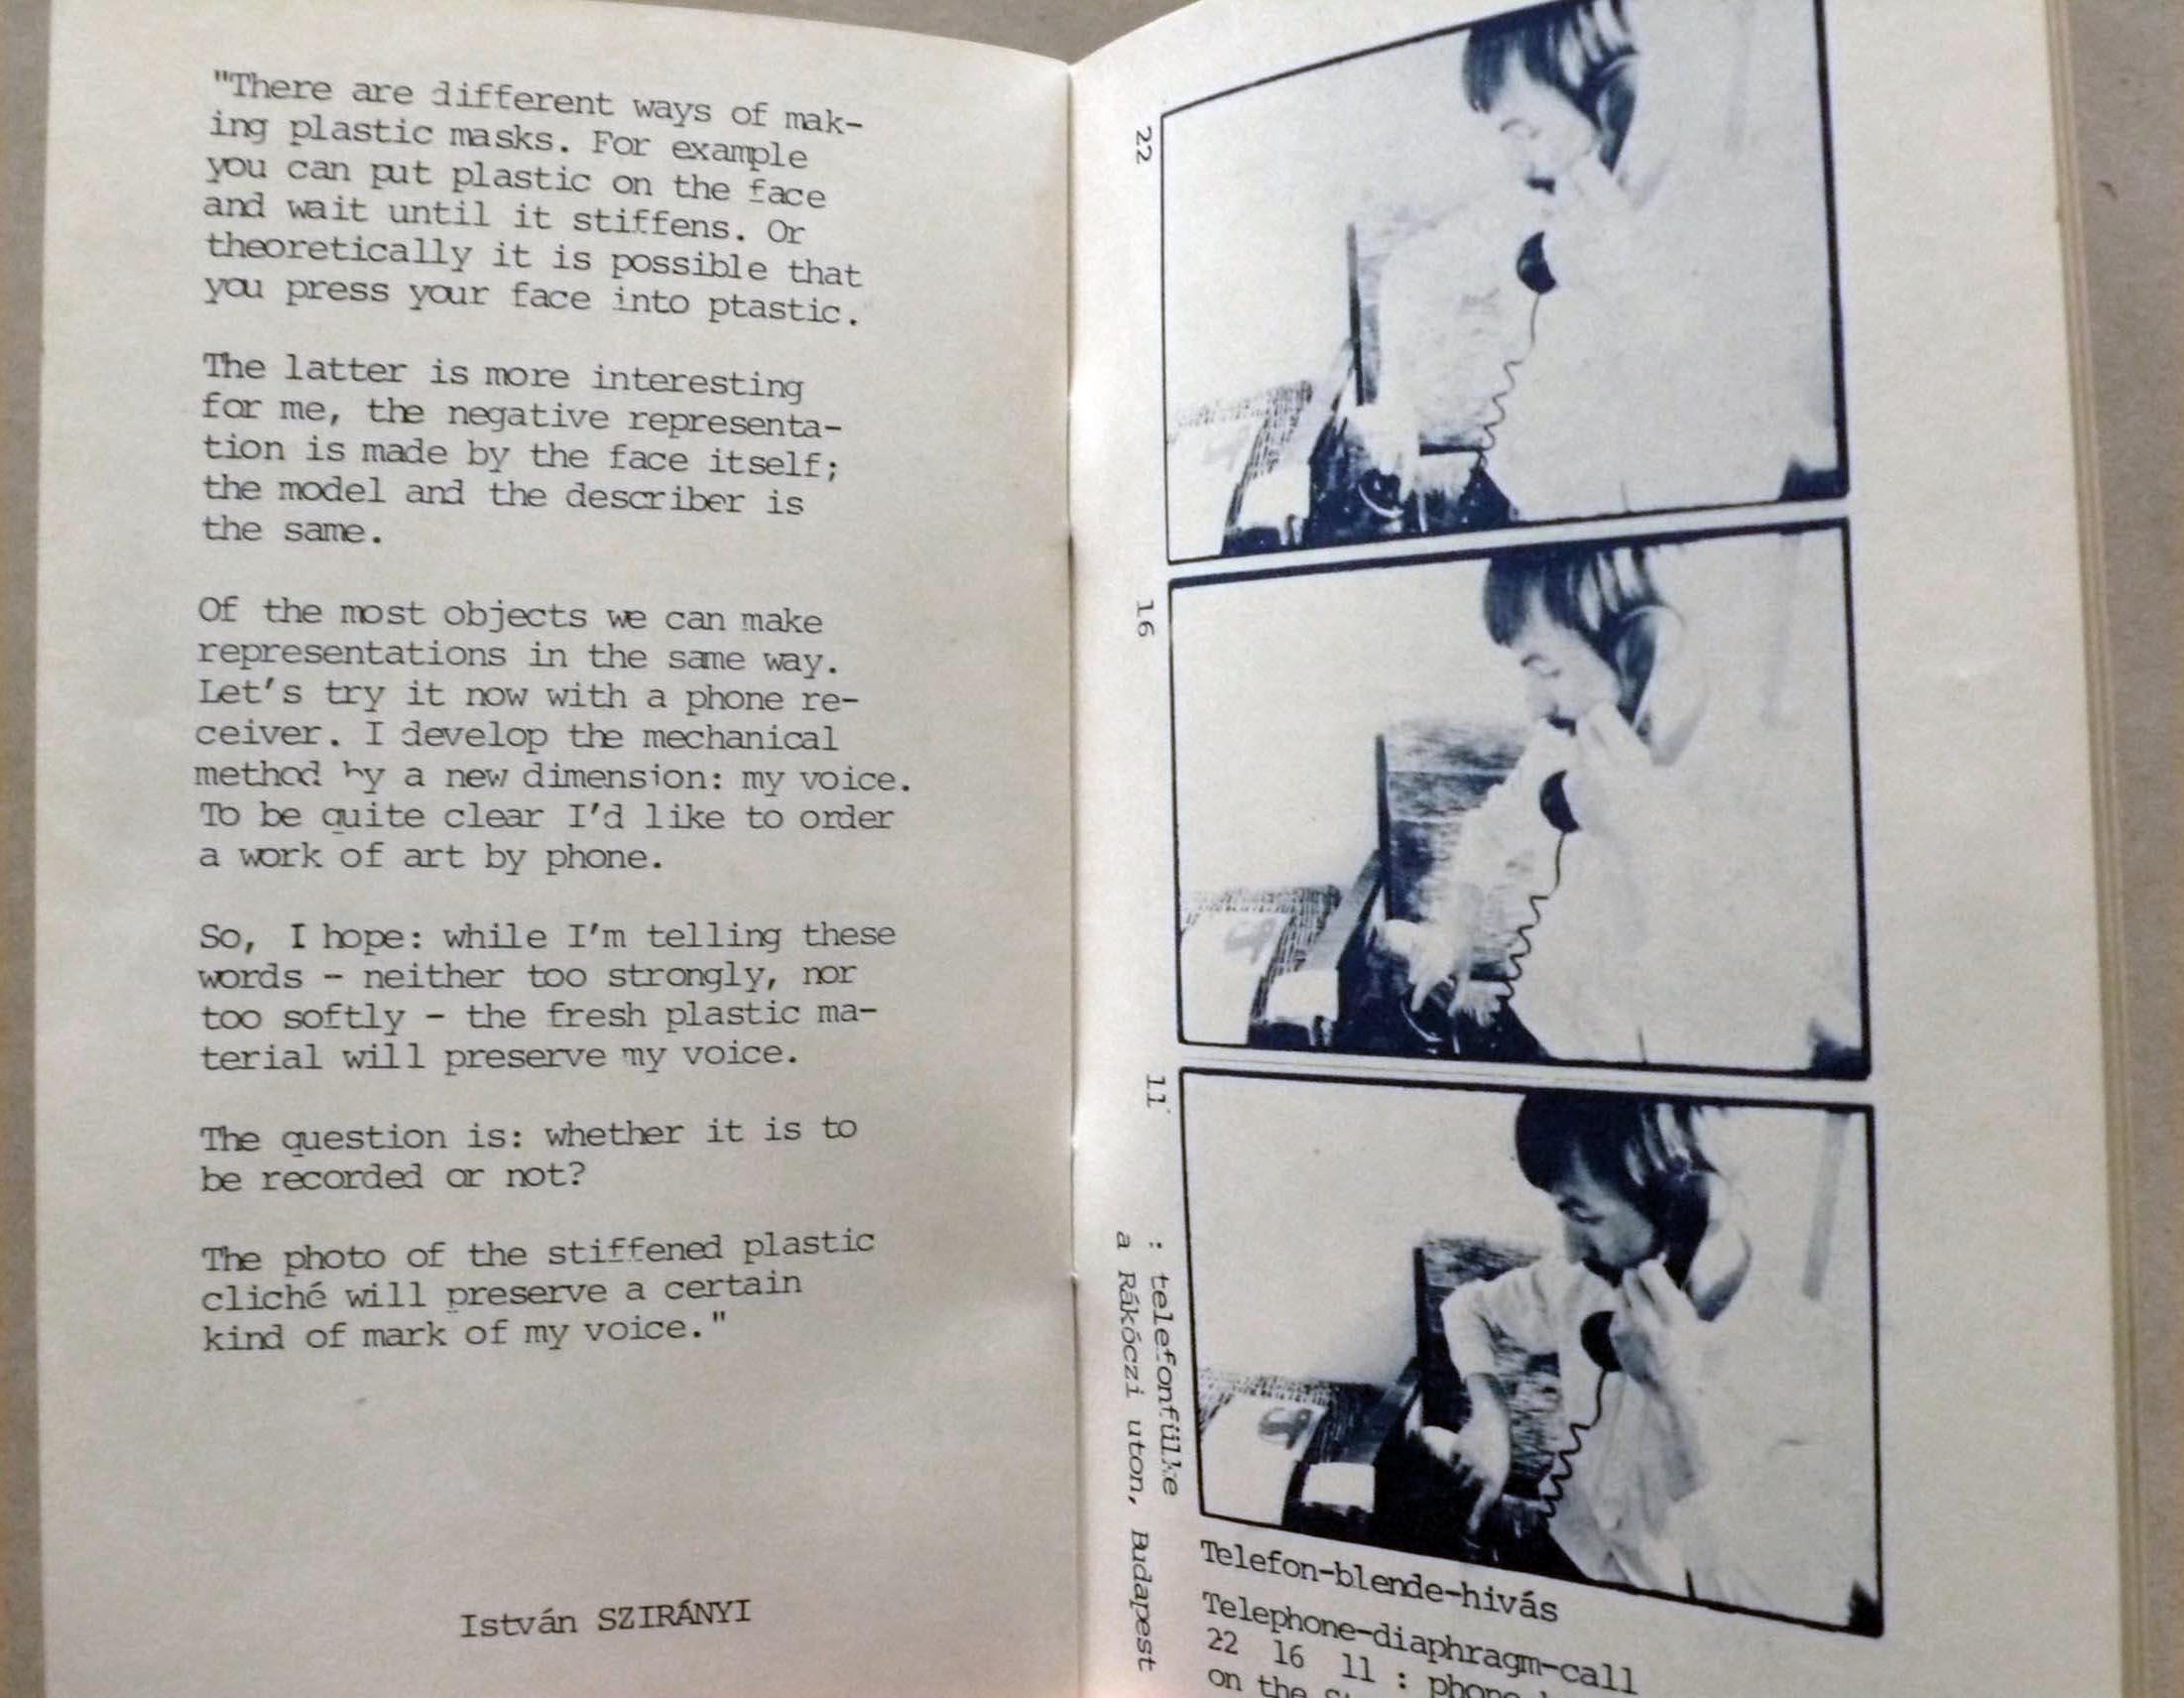 "There are different ways of mak-
ing plastic masks. For example
you can put plastic on the face
and wait until it stiffens. Or
theoretically it is possible that
you press your face into ptastic.
The latter is more interesting
for me, the negative representa-
tion is made by the face itself;
the model and the describer is
the same.
Of the most objects we can make
representations in the same way.
Let's try it now with a phone re-
ceiver. I develop the mechanical
method by a new dimension: my voice.
To be quite clear I'd like to order
a work of art by phone.
So, I hope: while I'm telling these
words - neither too strongly, nor
too softly - the fresh plastic ma-
terial will preserve my voice.
The question is: whether it is to
be recorded or not?
The photo of the stiffened plastic
cliché will preserve a certain
kind of mark of my voice."
István SZIRÁNYI
22
16
11
: telefonfülke
a Rákóczi uton, Budapest
Telefon-blende-hivás
Telephone-diaphragm-call
22 16 11 : phone
on the